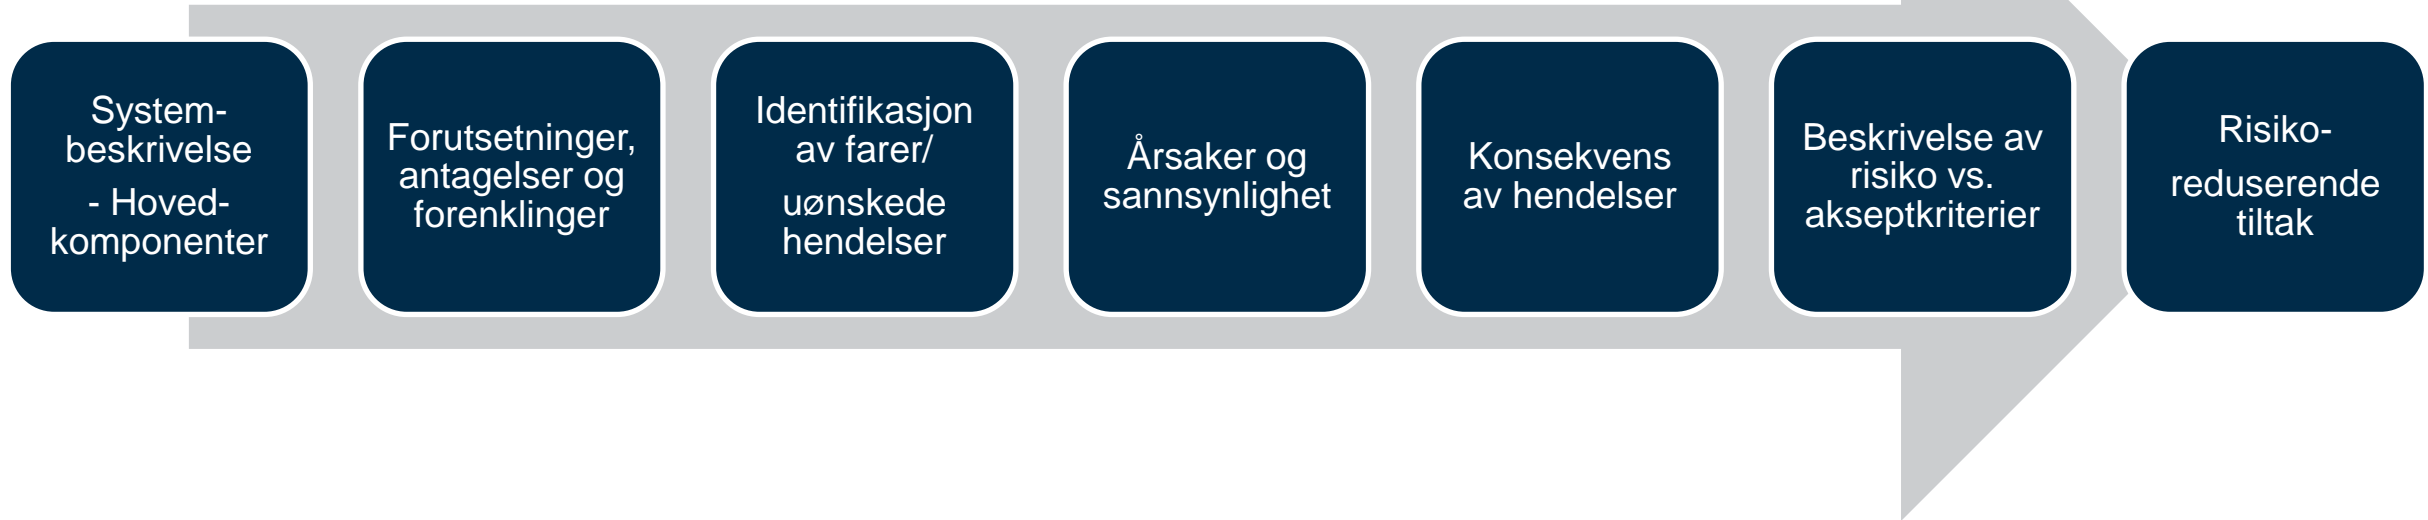 System-
beskrivelse
- Hoved-
komponenter
Forutsetninger,
antagelser og
forenklinger
Identifikasjon
av farer/
uønskede
hendelser
Årsaker og
sannsynlighet
Konsekvens
av hendelser
Beskrivelse av
risiko vs.
akseptkriterier
Risiko-
reduserende
tiltak